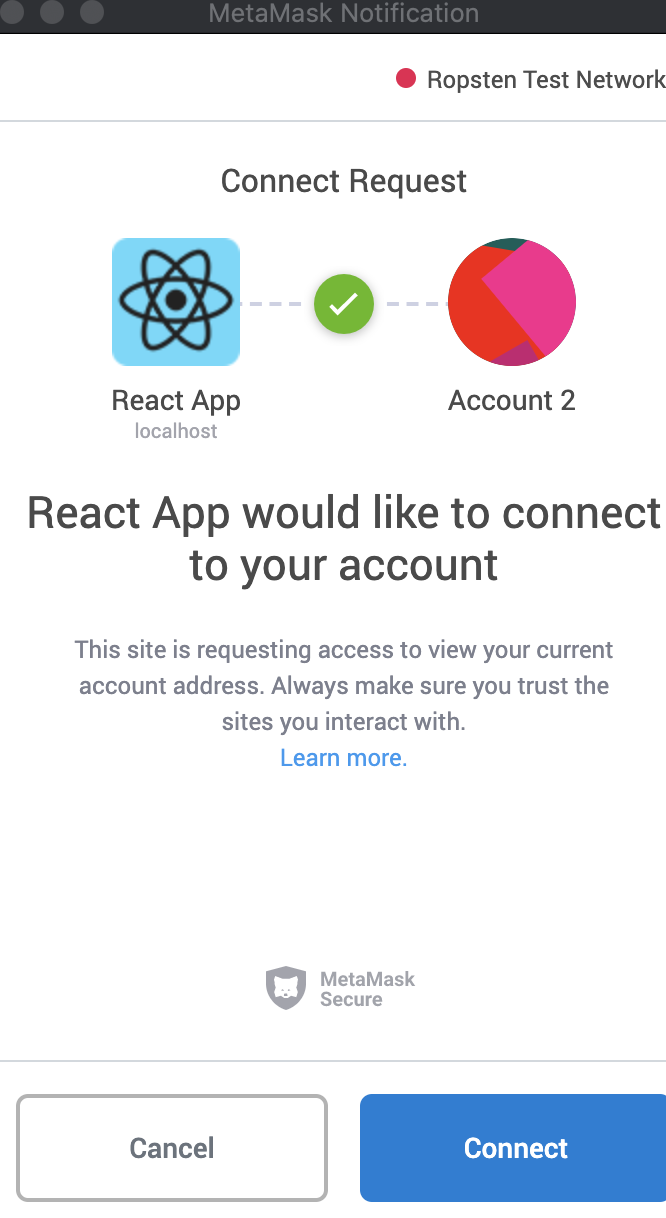 MetaMask Notification
Ropsten Test Network
Connect Request
React App
localhost
Account 2
React App would like to connect
to your account
This site is requesting access to view your current
account address. Always make sure you trust the
sites you interact with.
Learn more.
MetaMask
Secure
Cancel
Connect